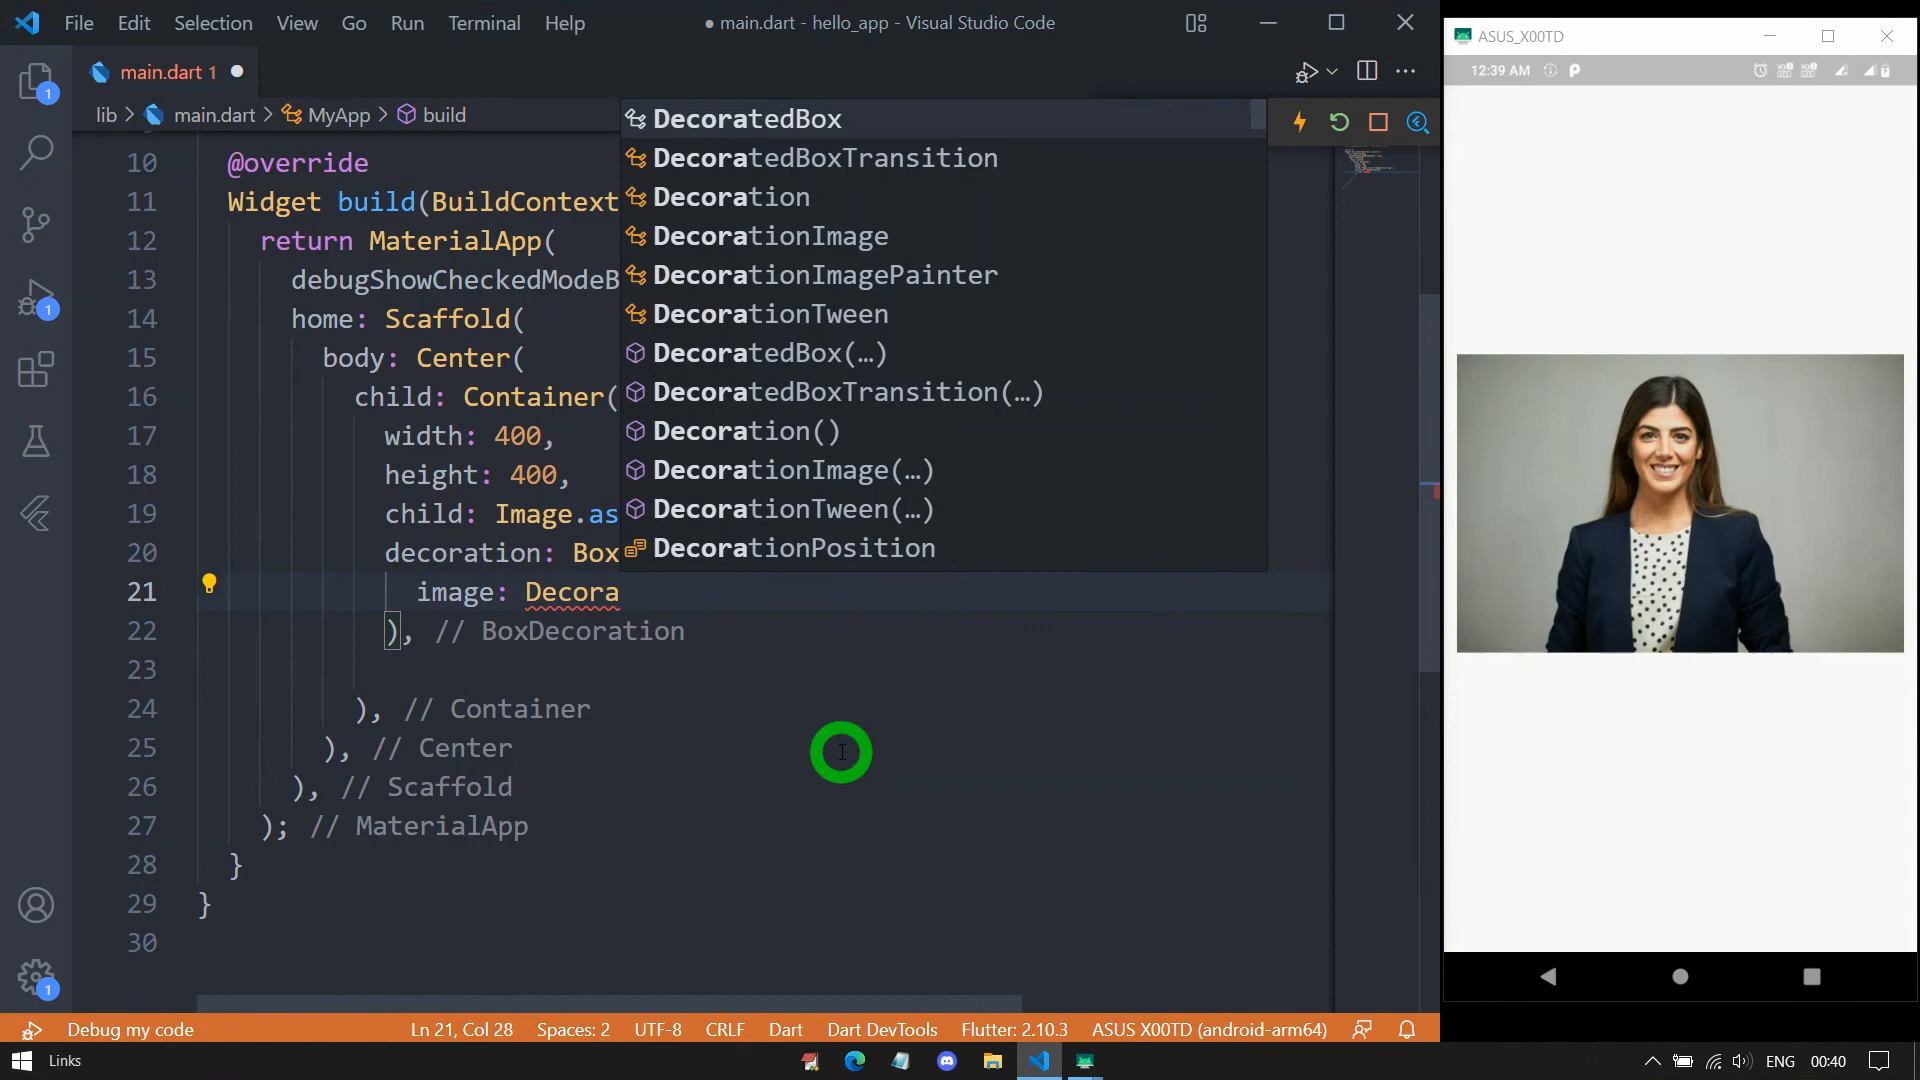 File Edit Selection View Go Run Terminal Help
● main.dart - hello_app - Visual Studio Code
ASUS_X00TD
main.dart 1
12:39 AM
lib > main.dart > MyApp > build
10 @override
11 Widget build(BuildContext
12 return MaterialApp(
13 debugShowCheckedModeB
14 home: Scaffold(
15 body: Center(
16 child: Container(
17 width: 400,
18 height: 400,
19 child: Image.as
20 decoration: Box
21 image: Decora
22 ), // BoxDecoration
23
24 ), // Container
25 ), // Center
26 ), // Scaffold
27 ); // MaterialApp
28 }
29 }
30
DecoratedBox
DecoratedBoxTransition
Decoration
DecorationImage
DecorationImagePainter
DecorationTween
DecoratedBox(…)
DecoratedBoxTransition(…)
Decoration()
DecorationImage(…)
DecorationTween(…)
DecorationPosition
1
1
1
Debug my code
Ln 21, Col 28 Spaces: 2 UTF-8 CRLF Dart Dart DevTools Flutter: 2.10.3 ASUS X00TD (android-arm64)
Links
ENG 00:40